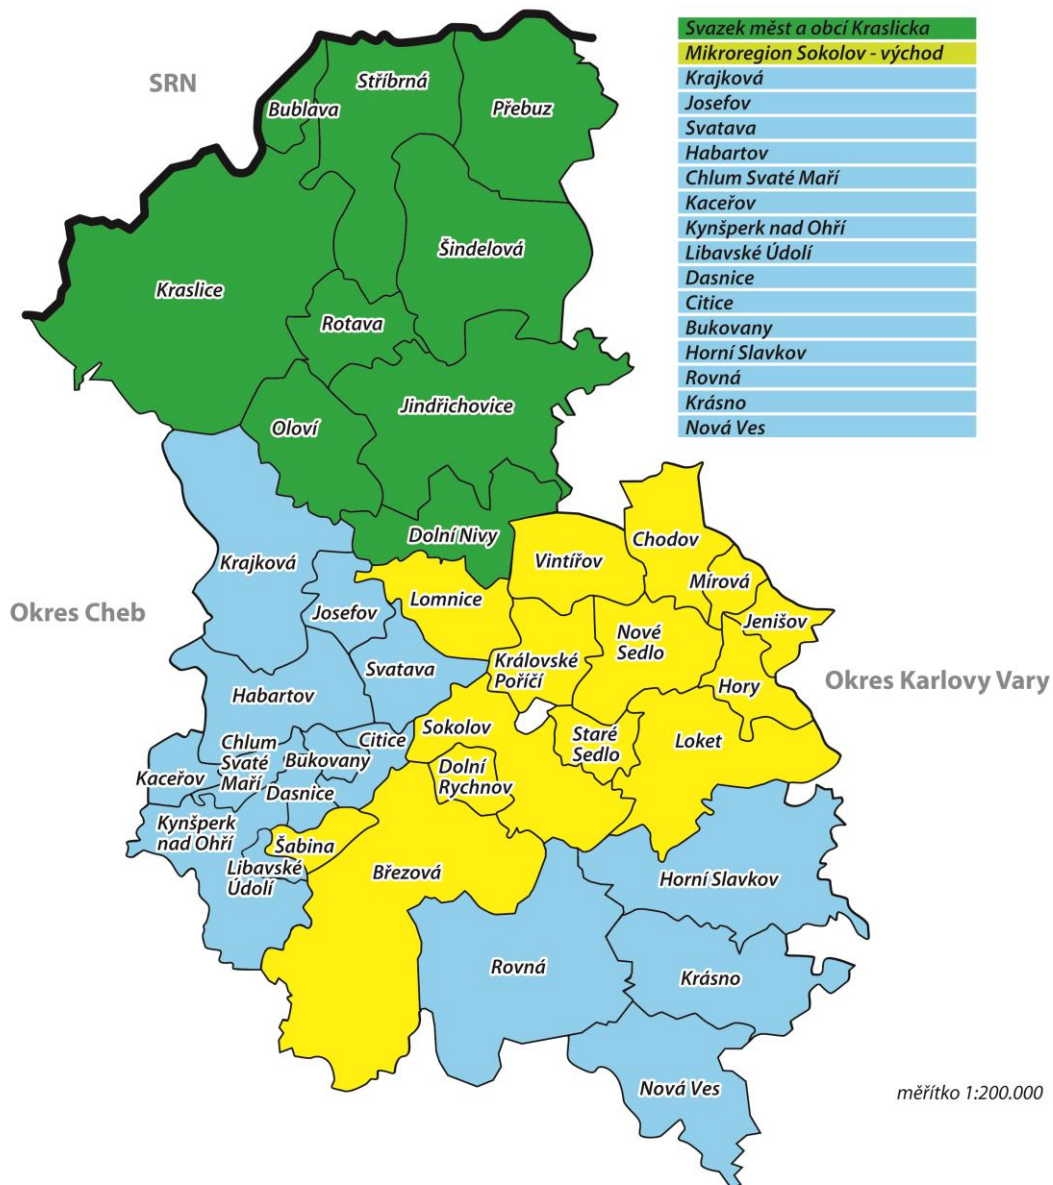 Svazek měst a obcí Kraslicka
Mikroregion Sokolov - východ
Krajková
Josefov
Svatava
Habartov
Chlum Svaté Maří
Kaceřov
Kynšperk nad Ohří
Libavské Údolí
Dasnice
Citice
Bukovany
Horní Slavkov
Rovná
Krásno
Nová Ves
SRN
Stříbrná
Bublava
Přebuz
Šindelová
Kraslice
Rotava
Jindřichovice
Oloví
Dolní Nivy
Chodov
Vintířov
Krajková
Mírová
Lomnice
Okres Cheb
Josefov
Jenišov
Nové
Sedlo
Královské
Poříčí
Svatava
Okres Karlovy Vary
Hory
Habartov
Sokolov
Citice
Staré
Sedlo
Loket
Chlum
Svaté
Maří
Bukovany
Dolní
Rychnov
Kaceřov
Dasnice
Kynšperk
nad Ohří
Šabina
Libavské
Údolí
Březová
Horní Slavkov
Rovná
Krásno
Nová Ves
měřítko 1:200.000